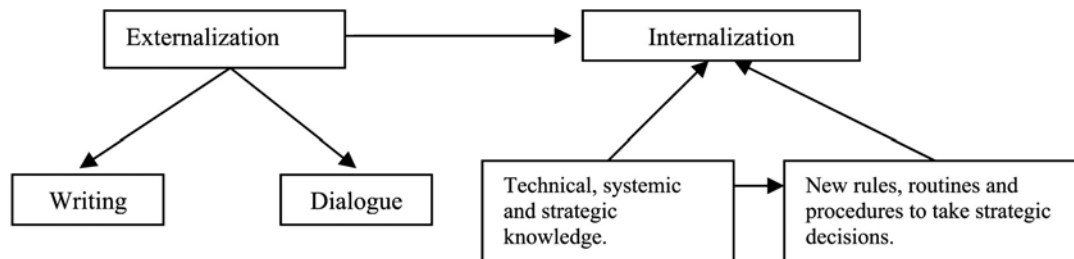 Externalization
Internalization
Writing
Dialogue
Technical, systemic
and strategic
knowledge.
New rules, routines and
procedures to take strategic
decisions.